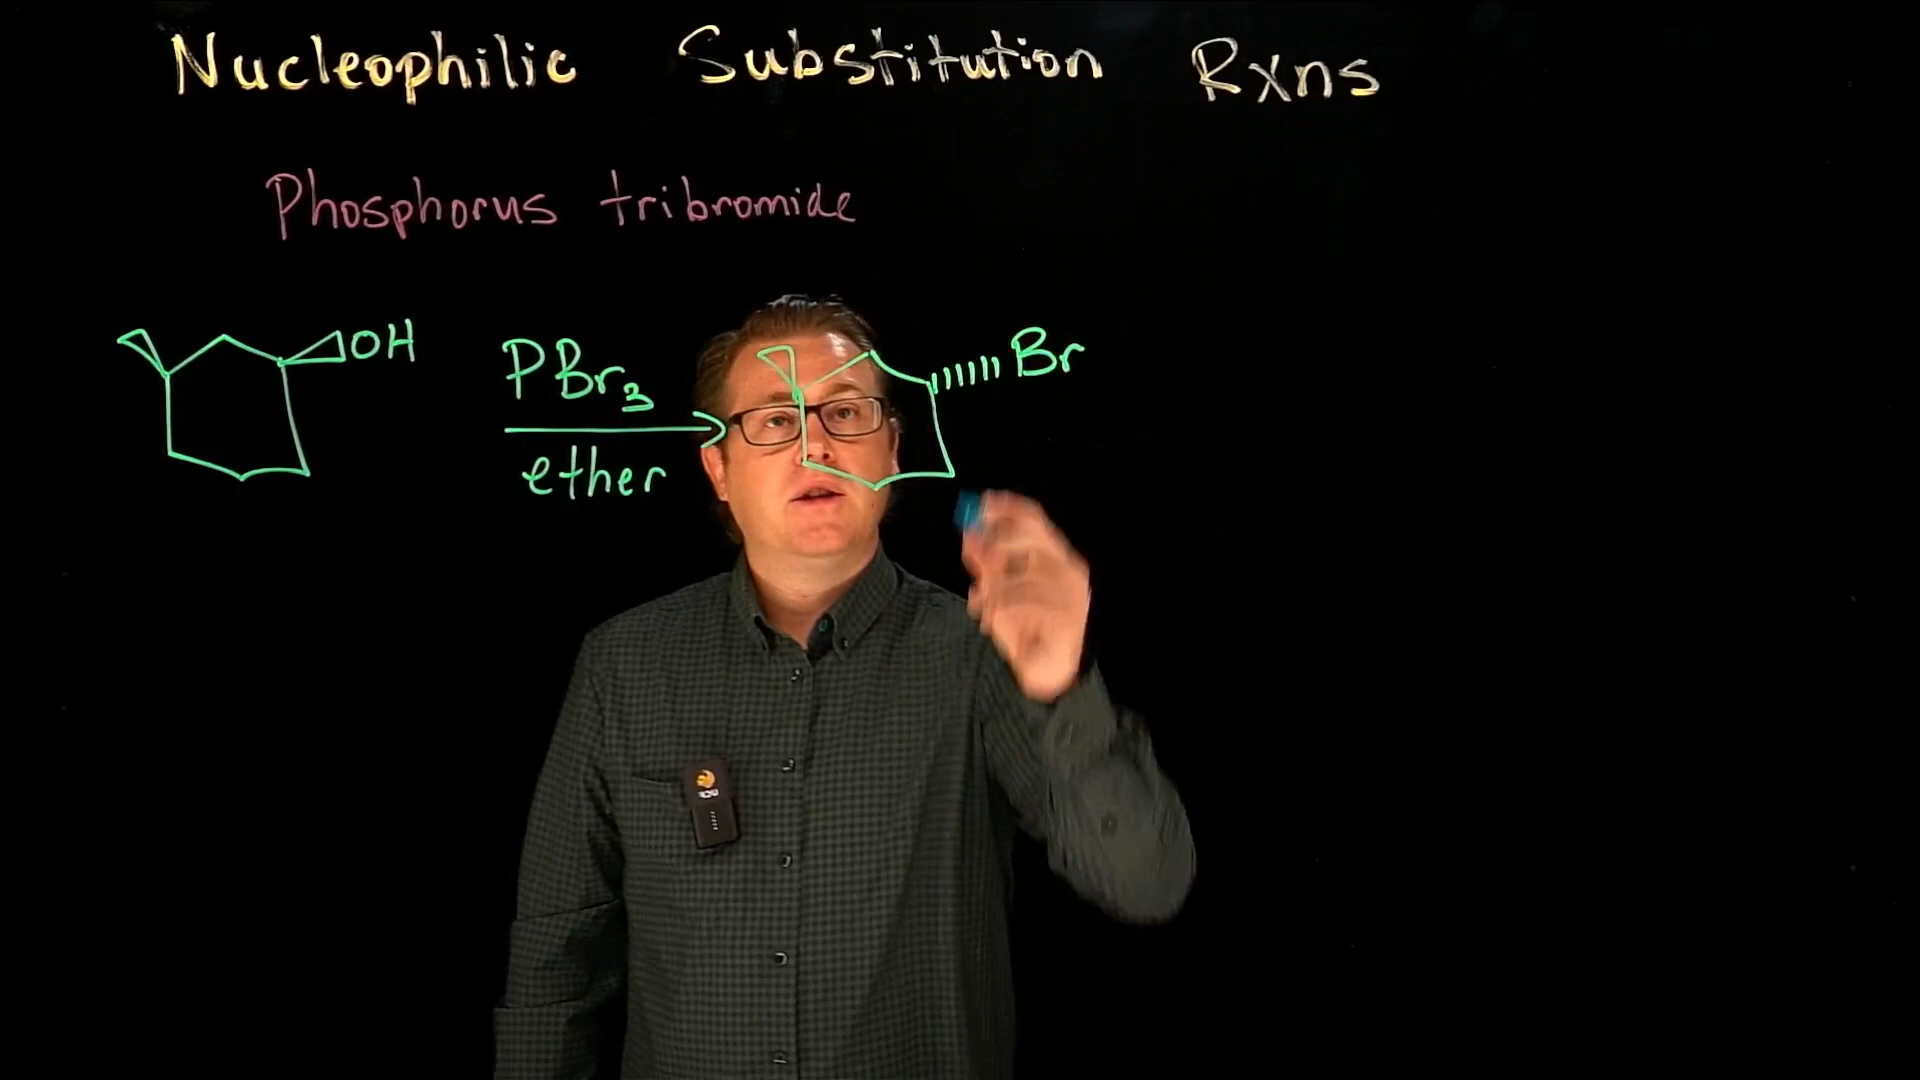 Nucleophilic Substitution Rxns
Phosphorus tribromide
OH
PBr3
ether
Br